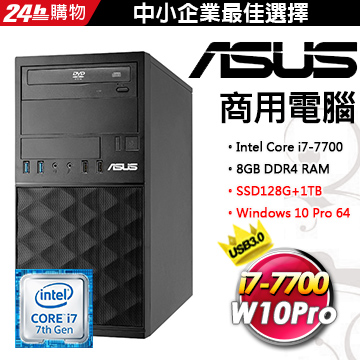 24h購物
中小企業最佳選擇
ASUS
商用電腦
• Intel Core i7-7700
• 8GB DDR4 RAM
• SSD128G+1TB
• Windows 10 Pro 64
DVD
ASUS
USB3.0
i7-7700
W10Pro
intel
CORE i7
7th Gen